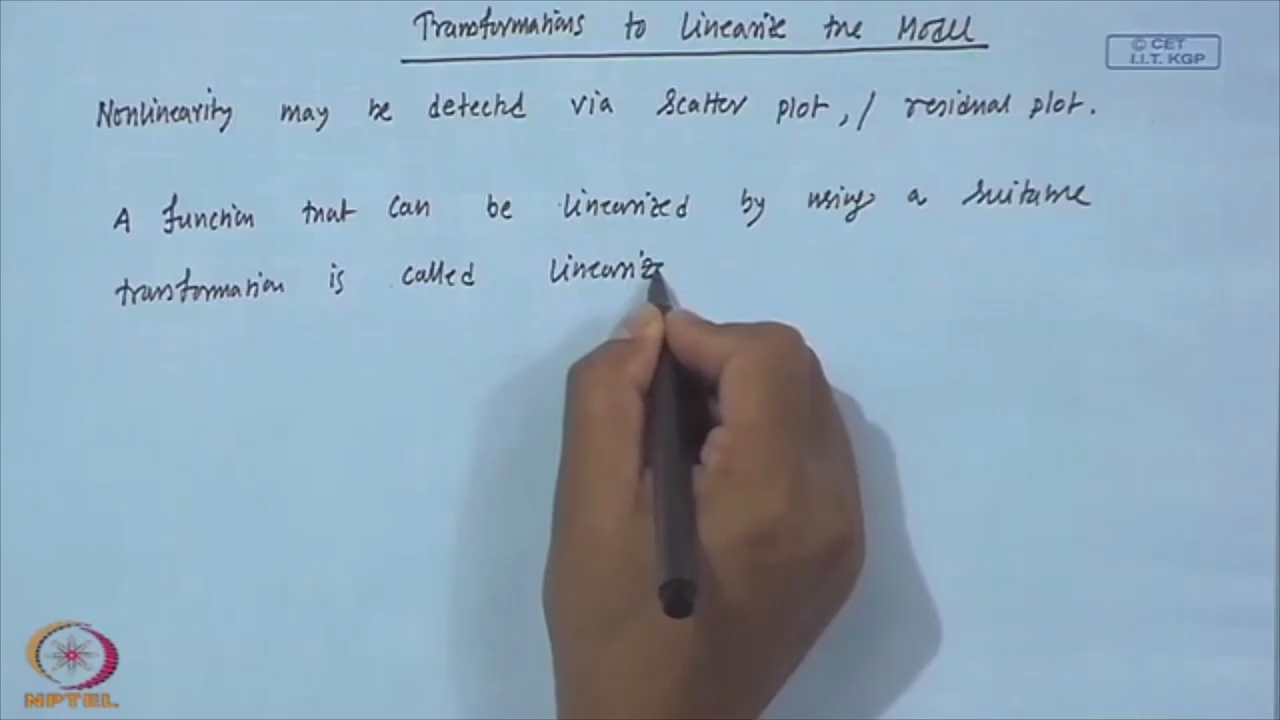 Transformations to Linearize the Model
© CET
I.I.T. KGP
Nonlinearity may be detected via scatter plot, / residual plot.
A function that can be linearized by using a suitable
transformation is called linearize
NPTEL